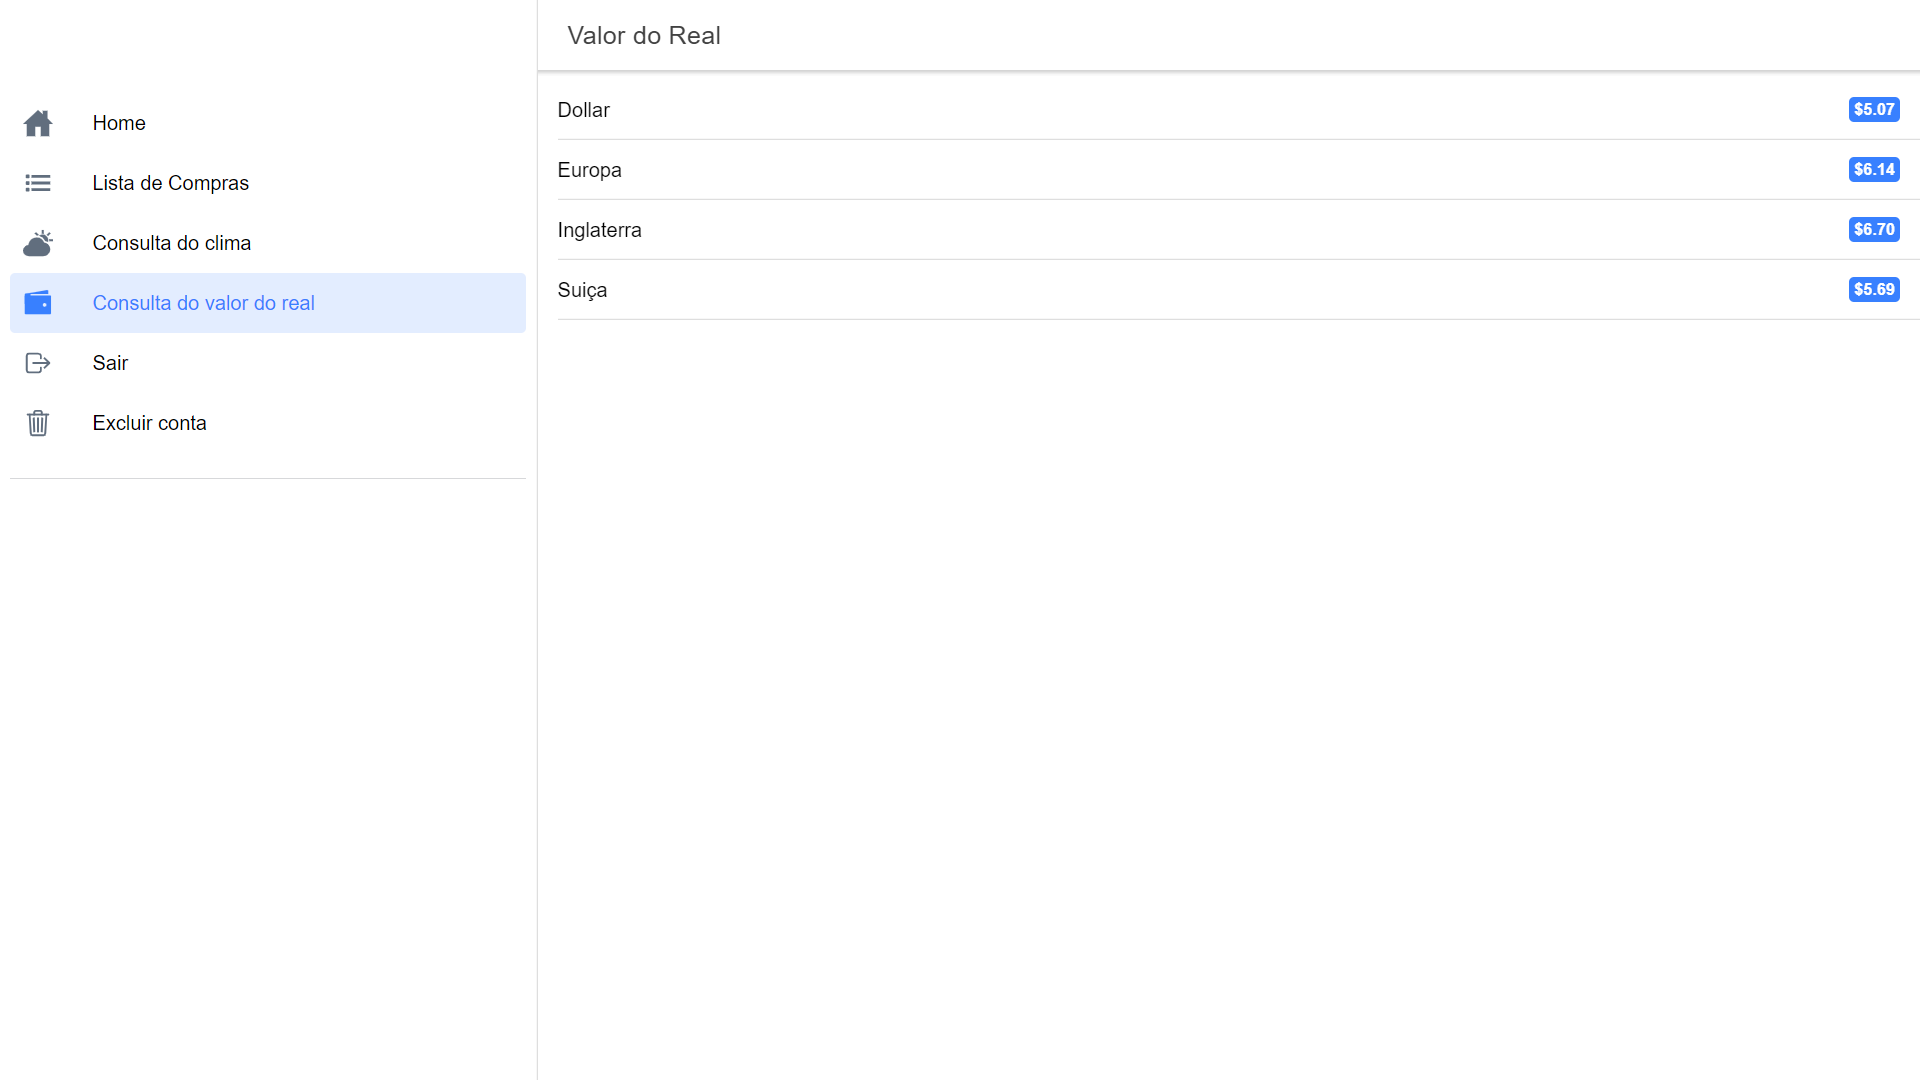 Home
Lista de Compras
Consulta do clima
Consulta do valor do real
Sair
Excluir conta
Valor do Real
Dollar $5.07
Europa $6.14
Inglaterra $6.70
Suiça $5.69